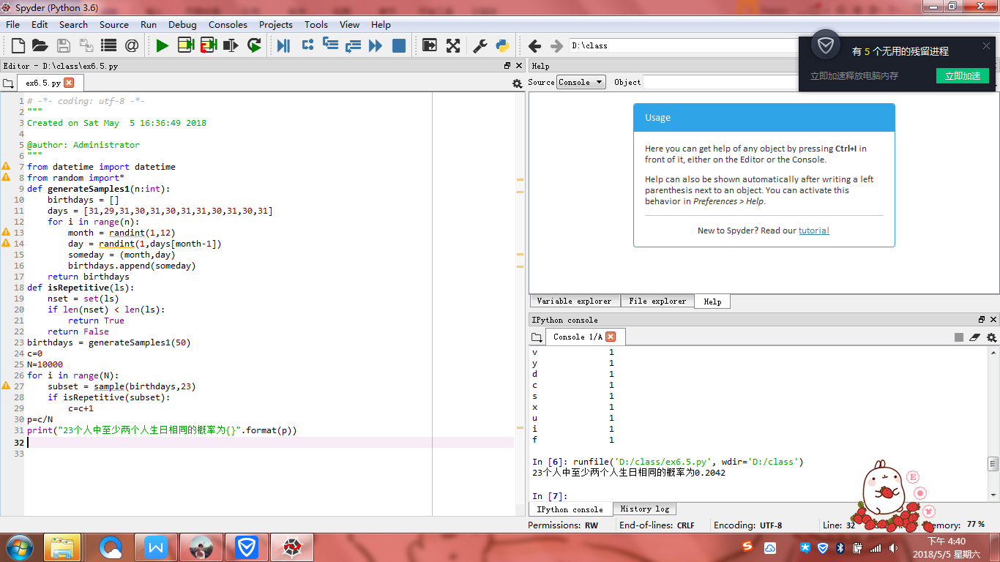 Spyder (Python 3.6)
File Edit Search Source Run Debug Consoles Projects Tools View Help
D:\class
有 5 个无用的残留进程
立即加速释放电脑内存 立即加速
Editor - D:\class\ex6.5.py
ex6.5.py
1 # -*- coding: utf-8 -*-
2 """
3 Created on Sat May  5 16:36:49 2018
4
5 @author: Administrator
6 """
7 from datetime import datetime
8 from random import*
9 def generateSamples1(n:int):
10     birthdays = []
11     days = [31,29,31,30,31,30,31,31,30,31,30,31]
12     for i in range(n):
13         month = randint(1,12)
14         day = randint(1,days[month-1])
15         someday = (month,day)
16         birthdays.append(someday)
17     return birthdays
18 def isRepetitive(ls):
19     nset = set(ls)
20     if len(nset) < len(ls):
21         return True
22     return False
23 birthdays = generateSamples1(50)
24 c=0
25 N=10000
26 for i in range(N):
27     subset = sample(birthdays,23)
28     if isRepetitive(subset):
29         c=c+1
30 p=c/N
31 print("23个人中至少两个人生日相同的概率为{}".format(p))
32
33
Help
Source Console Object
Usage
Here you can get help of any object by pressing Ctrl+I in
front of it, either on the Editor or the Console.
Help can also be shown automatically after writing a left
parenthesis next to an object. You can activate this
behavior in Preferences > Help.
New to Spyder? Read our tutorial
Variable explorer File explorer Help
IPython console
Console 1/A
v 1
y 1
d 1
c 1
s 1
x 1
u 1
i 1
f 1
In [6]: runfile('D:/class/ex6.5.py', wdir='D:/class')
23个人中至少两个人生日相同的概率为0.2042
In [7]:
IPython console History log
Permissions: RW End-of-lines: CRLF Encoding: UTF-8 Line: 32 77 %
下午 4:40
2018/5/5 星期六